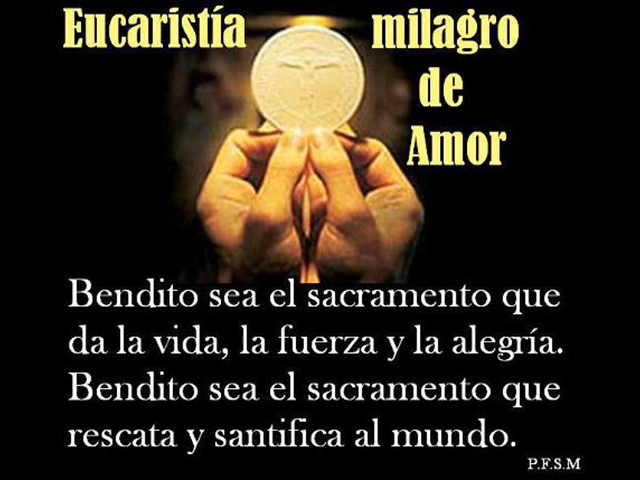 Eucaristía milagro
de
Amor
Bendito sea el sacramento que
da la vida, la fuerza y la alegría.
Bendito sea el sacramento que
rescata y santifica al mundo.
P.F.S.M